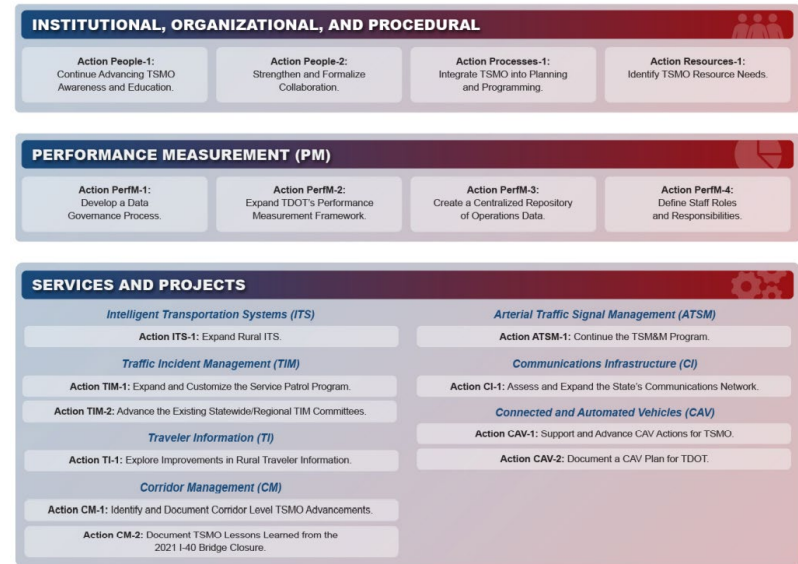 INSTITUTIONAL, ORGANIZATIONAL, AND PROCEDURAL
Action People-1:
Continue Advancing TSMO
Awareness and Education.
Action People-2:
Strengthen and Formalize
Collaboration.
Action Processes-1:
Integrate TSMO into Planning
and Programming.
Action Resources-1:
Identify TSMO Resource Needs.
PERFORMANCE MEASUREMENT (PM)
Action PerfM-1:
Develop a Data
Governance Process.
Action PerfM-2:
Expand TDOT's Performance
Measurement Framework.
Action PerfM-3:
Create a Centralized Repository
of Operations Data.
Action PerfM-4:
Define Staff Roles
and Responsibilities.
SERVICES AND PROJECTS
Intelligent Transportation Systems (ITS)
Action ITS-1: Expand Rural ITS.
Traffic Incident Management (TIM)
Action TIM-1: Expand and Customize the Service Patrol Program.
Action TIM-2: Advance the Existing Statewide/Regional TIM Committees.
Traveler Information (TI)
Action TI-1: Explore Improvements in Rural Traveler Information.
Corridor Management (CM)
Action CM-1: Identify and Document Corridor Level TSMO Advancements.
Action CM-2: Document TSMO Lessons Learned from the
2021 I-40 Bridge Closure.
Arterial Traffic Signal Management (ATSM)
Action ATSM-1: Continue the TSM&M Program.
Communications Infrastructure (CI)
Action CI-1: Assess and Expand the State's Communications Network.
Connected and Automated Vehicles (CAV)
Action CAV-1: Support and Advance CAV Actions for TSMO.
Action CAV-2: Document a CAV Plan for TDOT.